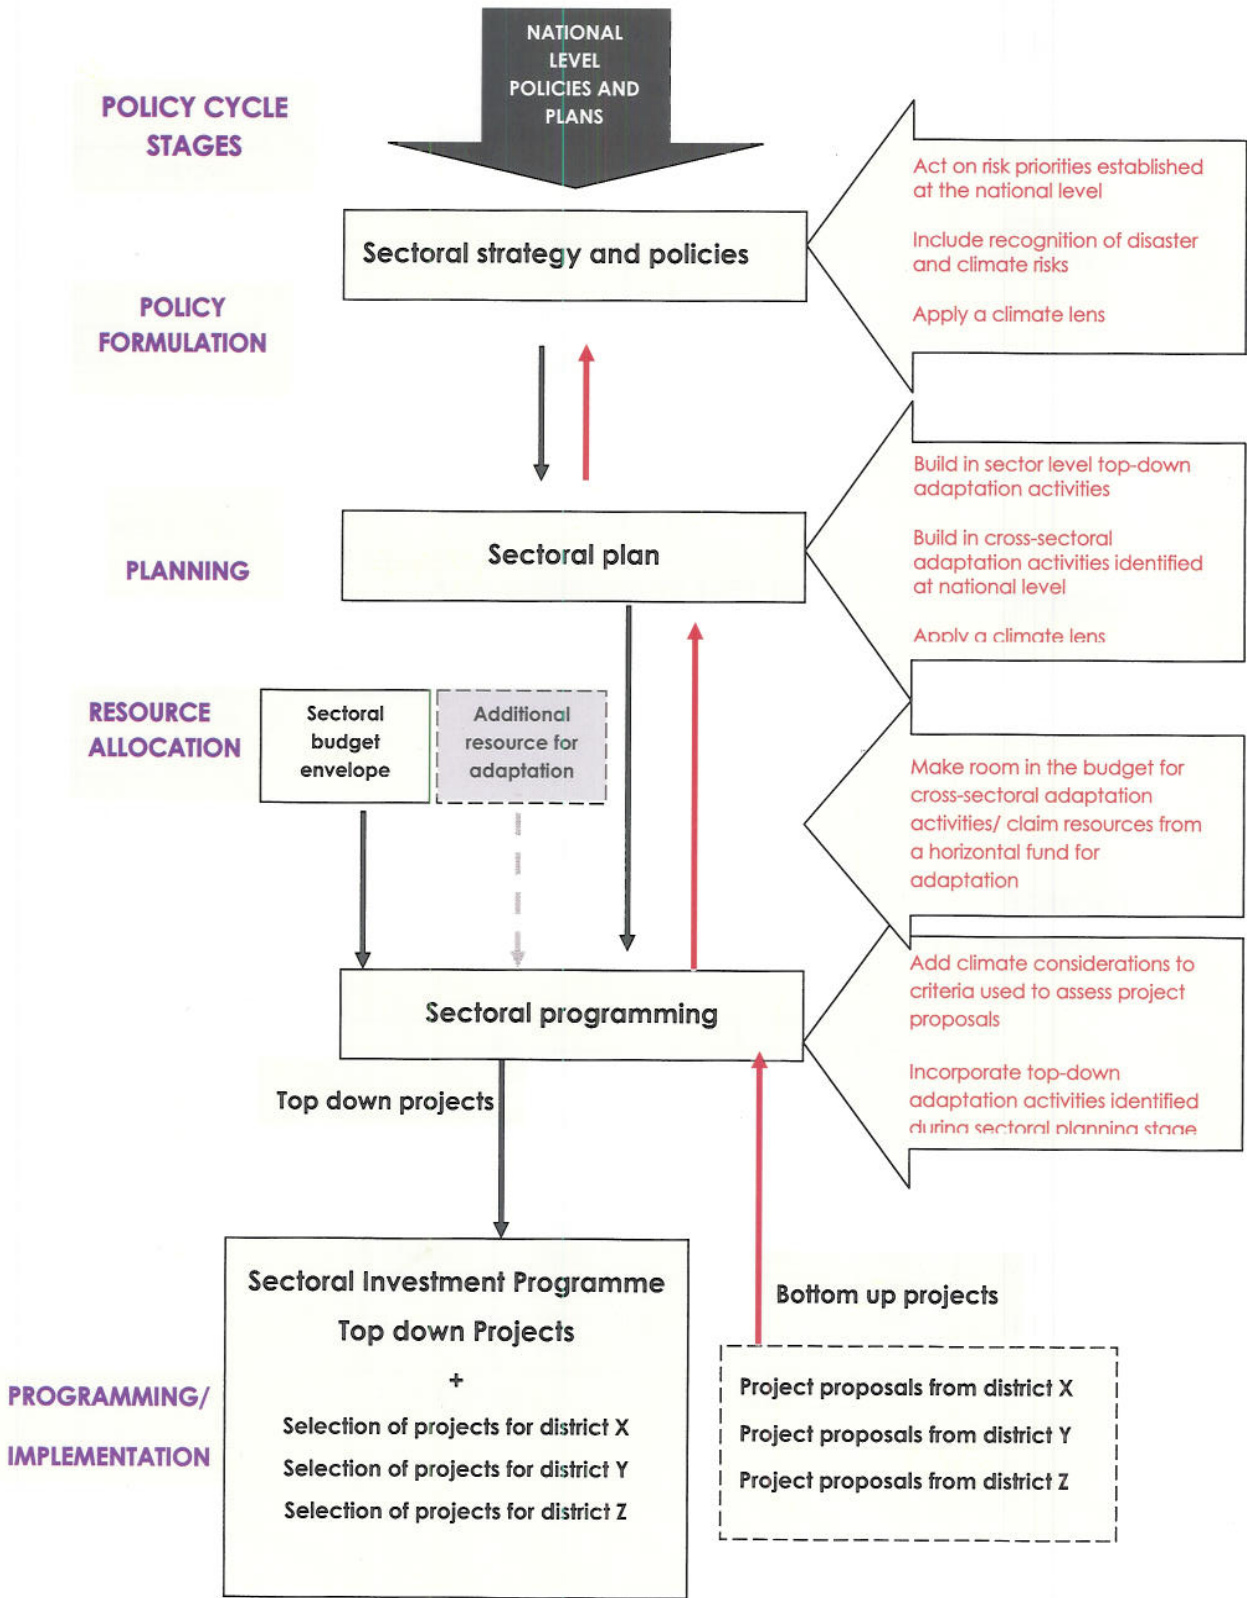 NATIONAL
LEVEL
POLICIES AND
PLANS
POLICY CYCLE
STAGES
Sectoral strategy and policies
Act on risk priorities established
at the national level
Include recognition of disaster
and climate risks
Apply a climate lens
POLICY
FORMULATION
Sectoral plan
PLANNING
Build in sector level top-down
adaptation activities
Build in cross-sectoral
adaptation activities identified
at national level
Apply a climate lens
RESOURCE
ALLOCATION
Sectoral
budget
envelope
Additional
resource for
adaptation
Make room in the budget for
cross-sectoral adaptation
activities/ claim resources from
a horizontal fund for
adaptation
Sectoral programming
Add climate considerations to
criteria used to assess project
proposals
Incorporate top-down
adaptation activities identified
during sectoral planning stage
Top down projects
Sectoral Investment Programme
Top down Projects
+
Selection of projects for district X
Selection of projects for district Y
Selection of projects for district Z
Bottom up projects
Project proposals from district X
Project proposals from district Y
Project proposals from district Z
PROGRAMMING/
IMPLEMENTATION